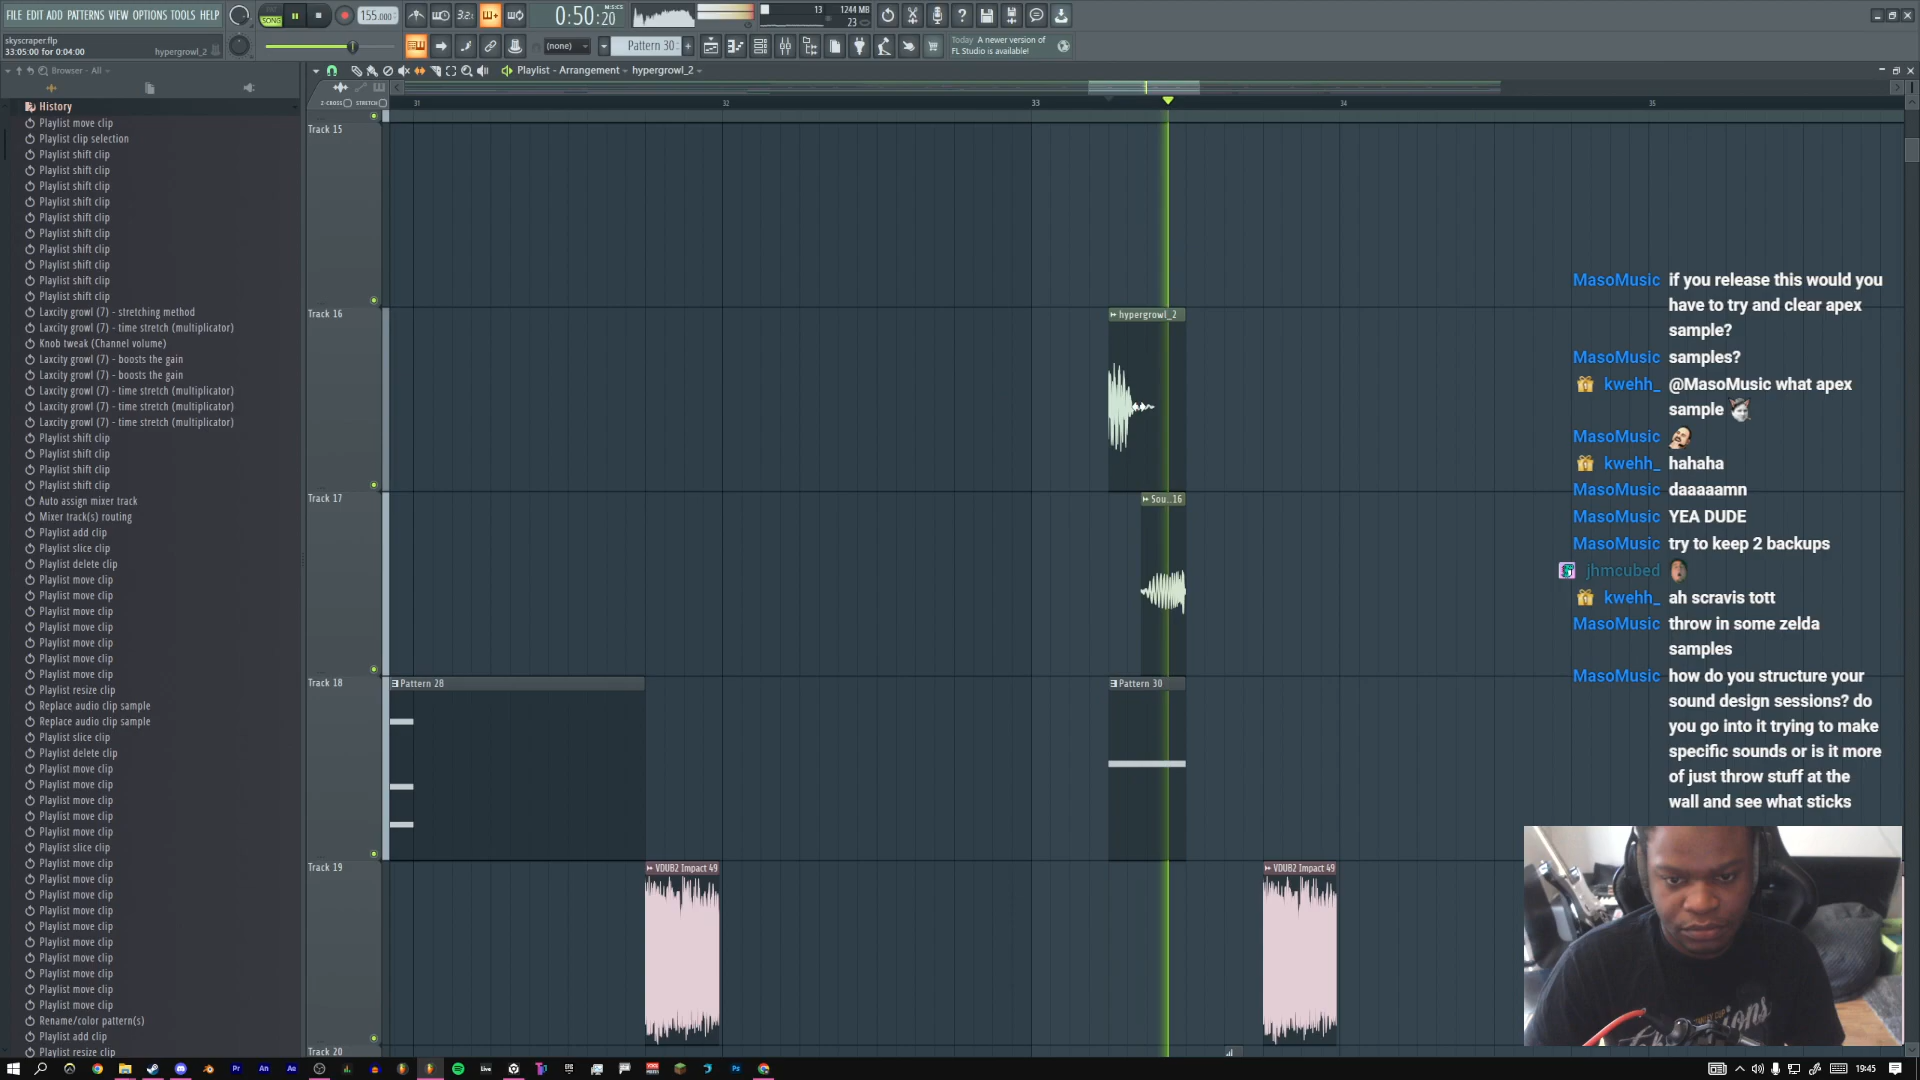 FILE EDIT ADD PATTERNS VIEW OPTIONS TOOLS HELP
SONG
155.000
3.2:
0:50:20
M:S:CS
13
1244 MB
23
skyscraper.flp
33:05:00 for 0:04:00
hypergrowl_2
(none)
Pattern 30
Today A newer version of
FL Studio is available!
Browser - All
Playlist - Arrangement
hypergrowl_2
Z-CROSS
STRETCH
31
32
33
34
35
History
Playlist move clip
Playlist clip selection
Playlist shift clip
Playlist shift clip
Playlist shift clip
Playlist shift clip
Playlist shift clip
Playlist shift clip
Playlist shift clip
Playlist shift clip
Playlist shift clip
Playlist shift clip
Laxcity growl (7) - stretching method
Laxcity growl (7) - time stretch (multiplicator)
Knob tweak (Channel volume)
Laxcity growl (7) - boosts the gain
Laxcity growl (7) - boosts the gain
Laxcity growl (7) - time stretch (multiplicator)
Laxcity growl (7) - time stretch (multiplicator)
Laxcity growl (7) - time stretch (multiplicator)
Playlist shift clip
Playlist shift clip
Playlist shift clip
Playlist shift clip
Auto assign mixer track
Mixer track(s) routing
Playlist add clip
Playlist slice clip
Playlist delete clip
Playlist move clip
Playlist move clip
Playlist move clip
Playlist move clip
Playlist move clip
Playlist move clip
Playlist move clip
Playlist resize clip
Replace audio clip sample
Replace audio clip sample
Playlist slice clip
Playlist delete clip
Playlist move clip
Playlist move clip
Playlist move clip
Playlist move clip
Playlist move clip
Playlist slice clip
Playlist move clip
Playlist move clip
Playlist move clip
Playlist move clip
Playlist move clip
Playlist move clip
Playlist move clip
Playlist move clip
Playlist move clip
Playlist move clip
Rename/color pattern(s)
Playlist add clip
Playlist resize clip
Track 15
Track 16
hypergrowl_2
Track 17
Sou...16
Track 18
Pattern 28
Pattern 30
Track 19
VDUB2 Impact 49
VDUB2 Impact 49
Track 20
MasoMusic if you release this would you
have to try and clear apex
sample?
MasoMusic samples?
kwehh_ @MasoMusic what apex
sample
MasoMusic
kwehh_ hahaha
MasoMusic daaaaamn
MasoMusic YEA DUDE
MasoMusic try to keep 2 backups
jhmcubed
kwehh_ ah scravis tott
MasoMusic throw in some zelda
samples
MasoMusic how do you structure your
sound design sessions? do
you go into it trying to make
specific sounds or is it more
of just throw stuff at the
wall and see what sticks
Pr
An
Ae
Live
Ps
19:45